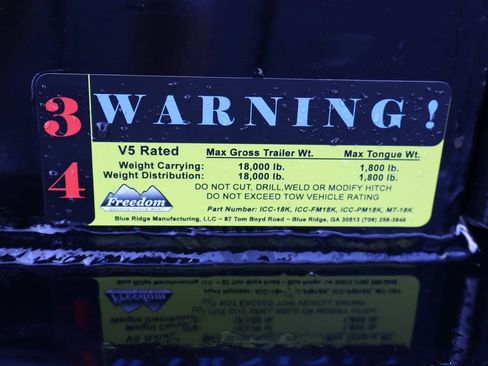 3
4
WARNING!
V5 Rated Max Gross Trailer Wt. Max Tongue Wt.
Weight Carrying: 18,000 lb. 1,800 lb.
Weight Distribution: 18,000 lb. 1,800 lb.
DO NOT CUT, DRILL,WELD OR MODIFY HITCH
DO NOT EXCEED TOW VEHICLE RATING
Freedom
Part Number: ICC-18K, ICC-FM18K, ICC-PM18K, MT-18K
Blue Ridge Manufacturing, LLC ~ 87 Tom Boyd Road ~ Blue Ridge, GA 30513 (706) 258-3848